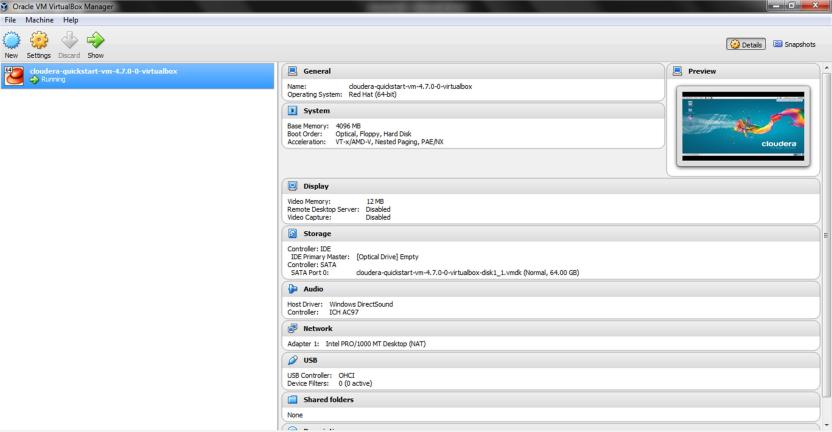 Oracle VM VirtualBox Manager
File Machine Help
New Settings Discard Show
Details Snapshots
64
cloudera-quickstart-vm-4.7.0-0-virtualbox
Running
General
Name: cloudera-quickstart-vm-4.7.0-0-virtualbox
Operating System: Red Hat (64-bit)
Preview
cloudera
System
Base Memory: 4096 MB
Boot Order: Optical, Floppy, Hard Disk
Acceleration: VT-x/AMD-V, Nested Paging, PAE/NX
Display
Video Memory: 12 MB
Remote Desktop Server: Disabled
Video Capture: Disabled
Storage
Controller: IDE
IDE Primary Master: [Optical Drive] Empty
Controller: SATA
SATA Port 0: cloudera-quickstart-vm-4.7.0-0-virtualbox-disk1_1.vmdk (Normal, 64.00 GB)
Audio
Host Driver: Windows DirectSound
Controller: ICH AC97
Network
Adapter 1: Intel PRO/1000 MT Desktop (NAT)
USB
USB Controller: OHCI
Device Filters: 0 (0 active)
Shared folders
None